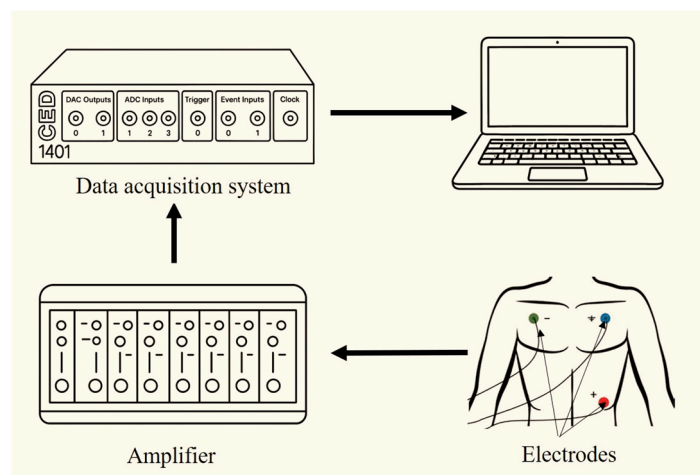 CED
1401
DAC Outputs
0 1
ADC Inputs
1 2 3
Trigger
0
Event Inputs
0 1
Clock
Data acquisition system
Amplifier
- +
+
Electrodes